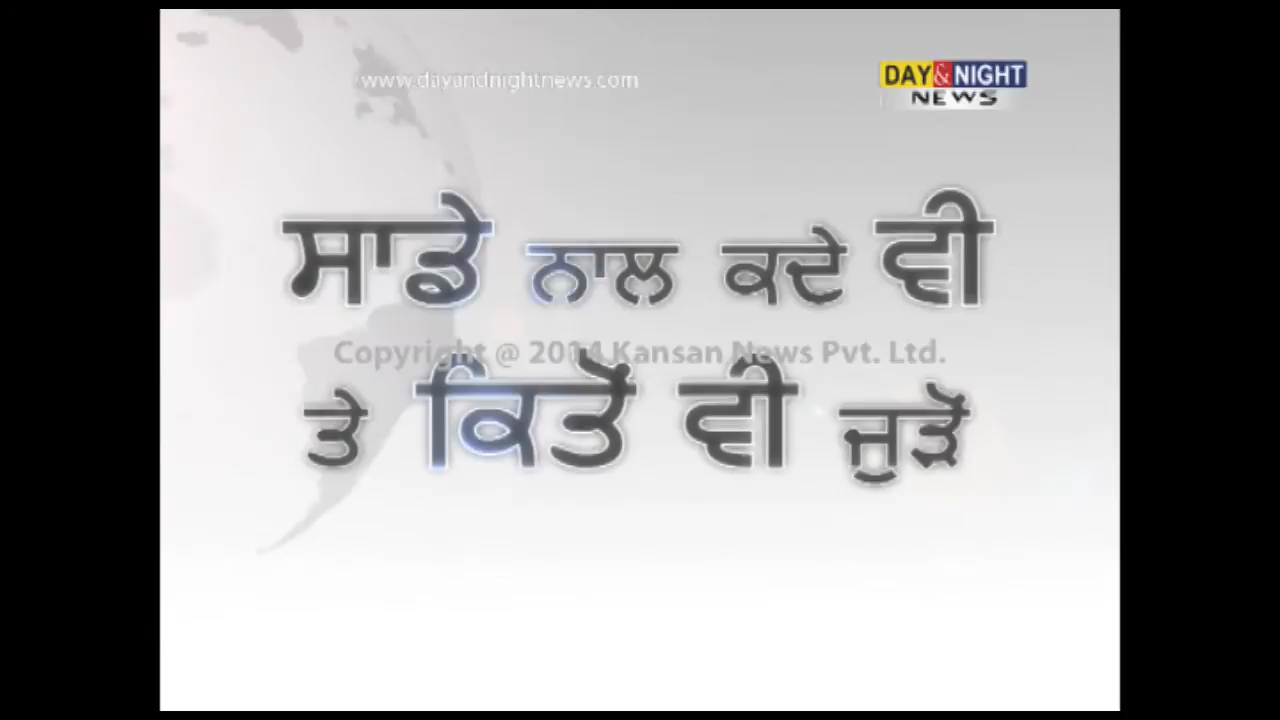 www.dayandnightnews.com
DAY&NIGHT
NEWS
ਸਾਡੇ ਨਾਲ ਕਦੇ ਵੀ
Copyright @ 2014 Kansan News Pvt. Ltd.
ਤੇ ਕਿਤੋਂ ਵੀ ਜੁੜੋਂ